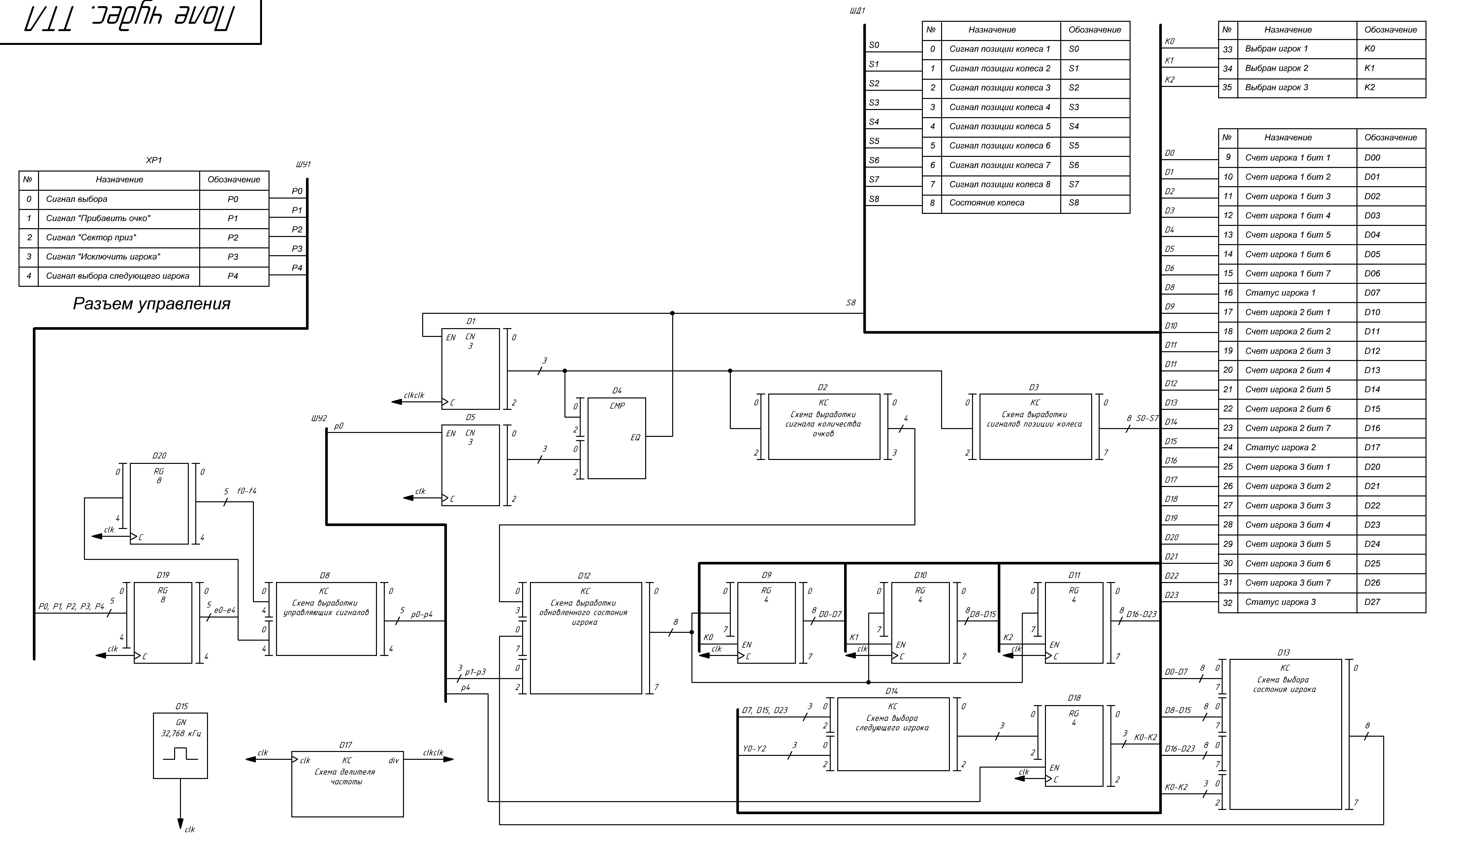 Поле чудес. ТТЛ
XP1
№ Назначение Обозначение
0 Сигнал выбора P0
1 Сигнал "Прибавить очко" P1
2 Сигнал "Сектор приз" P2
3 Сигнал "Исключить игрока" P3
4 Сигнал выбора следующего игрока P4
Разъем управления
ШУ1
P0
P1
P2
P3
P4
ШД1
S0
S1
S2
S3
S4
S5
S6
S7
S8
№ Назначение Обозначение
0 Сигнал позиции колеса 1 S0
1 Сигнал позиции колеса 2 S1
2 Сигнал позиции колеса 3 S2
3 Сигнал позиции колеса 4 S3
4 Сигнал позиции колеса 5 S4
5 Сигнал позиции колеса 6 S5
6 Сигнал позиции колеса 7 S6
7 Сигнал позиции колеса 8 S7
8 Состояние колеса S8
K0
K1
K2
№ Назначение Обозначение
33 Выбран игрок 1 K0
34 Выбран игрок 2 K1
35 Выбран игрок 3 K2
D0
D1
D2
D3
D4
D5
D6
D8
D9
D10
D11
D11
D12
D13
D14
D15
D16
D17
D18
D19
D20
D21
D22
D23
№ Назначение Обозначение
9 Счет игрока 1 бит 1 D00
10 Счет игрока 1 бит 2 D01
11 Счет игрока 1 бит 3 D02
12 Счет игрока 1 бит 4 D03
13 Счет игрока 1 бит 5 D04
14 Счет игрока 1 бит 6 D05
15 Счет игрока 1 бит 7 D06
16 Статус игрока 1 D07
17 Счет игрока 2 бит 1 D10
18 Счет игрока 2 бит 2 D11
19 Счет игрока 2 бит 3 D12
20 Счет игрока 2 бит 4 D13
21 Счет игрока 2 бит 5 D14
22 Счет игрока 2 бит 6 D15
23 Счет игрока 2 бит 7 D16
24 Статус игрока 2 D17
25 Счет игрока 3 бит 1 D20
26 Счет игрока 3 бит 2 D21
27 Счет игрока 3 бит 3 D22
28 Счет игрока 3 бит 4 D23
29 Счет игрока 3 бит 5 D24
30 Счет игрока 3 бит 6 D25
31 Счет игрока 3 бит 7 D26
32 Статус игрока 3 D27
S8
D1
EN CN 0
3
clkclk C 2
3
D4
0 CMP
2
0 EQ
2
D2
0 КС 0
Схема выработки
сигнала количества
очков
2 3
4
D3
0 КС 0
Схема выработки
сигналов позиции колеса
2 7
8 S0-S7
ШУ2
p0
D5
EN CN 0
3
clk C 2
3
D20
0 RG 0
8
4
clk C 4
5 f0-f4
P0, P1, P2, P3, P4 5
D19
0 RG 0
8
4
clk C 4
5 e0-e4
D8
0 КС 0
Схема выработки
управляющих сигналов
4
0
4 4
5 p0-p4
3 p1-p3
p4
D12
0 КС 0
Схема выработки
обновленного состония
игрока
3
0
7
0
2 7
8
D9
0 RG 0
4
7
K0 EN
clk C 7
8 D0-D7
D10
0 RG 0
4
7
K1 EN
clk C 7
8 D8-D15
D11
0 RG 0
4
7
K2 EN
clk C 7
8 D16-D23
D14
D7, D15, D23 3 0 КС 0
Схема выбора
следующего игрока
2
Y0-Y2 3 0
2 2
3
D18
0 RG 0
4
2
EN
clk C 2
3 K0-K2
D13
D0-D7 8 0 КС 0
Схема выбора
состония игрока
7
D8-D15 8 0
7
D16-D23 8 0
7
K0-K2 3 0
2 7
8
D15
GN
32,768 кГц
clk
D17
clk clk КС div clkclk
Схема делителя
частоты